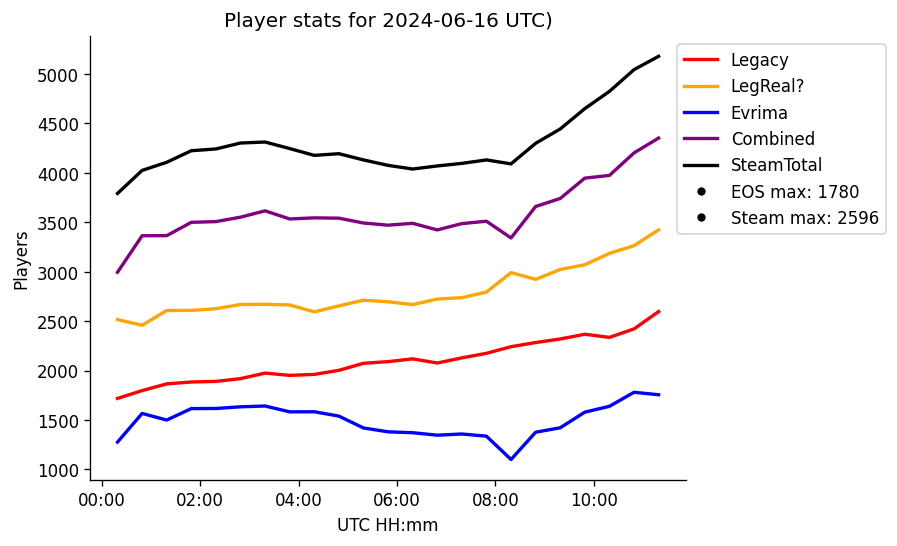 Player stats for 2024-06-16 UTC)
Legacy
LegReal?
Evrima
Combined
SteamTotal
EOS max: 1780
Steam max: 2596
Players
5000
4500
4000
3500
3000
2500
2000
1500
1000
00:00 02:00 04:00 06:00 08:00 10:00
UTC HH:mm